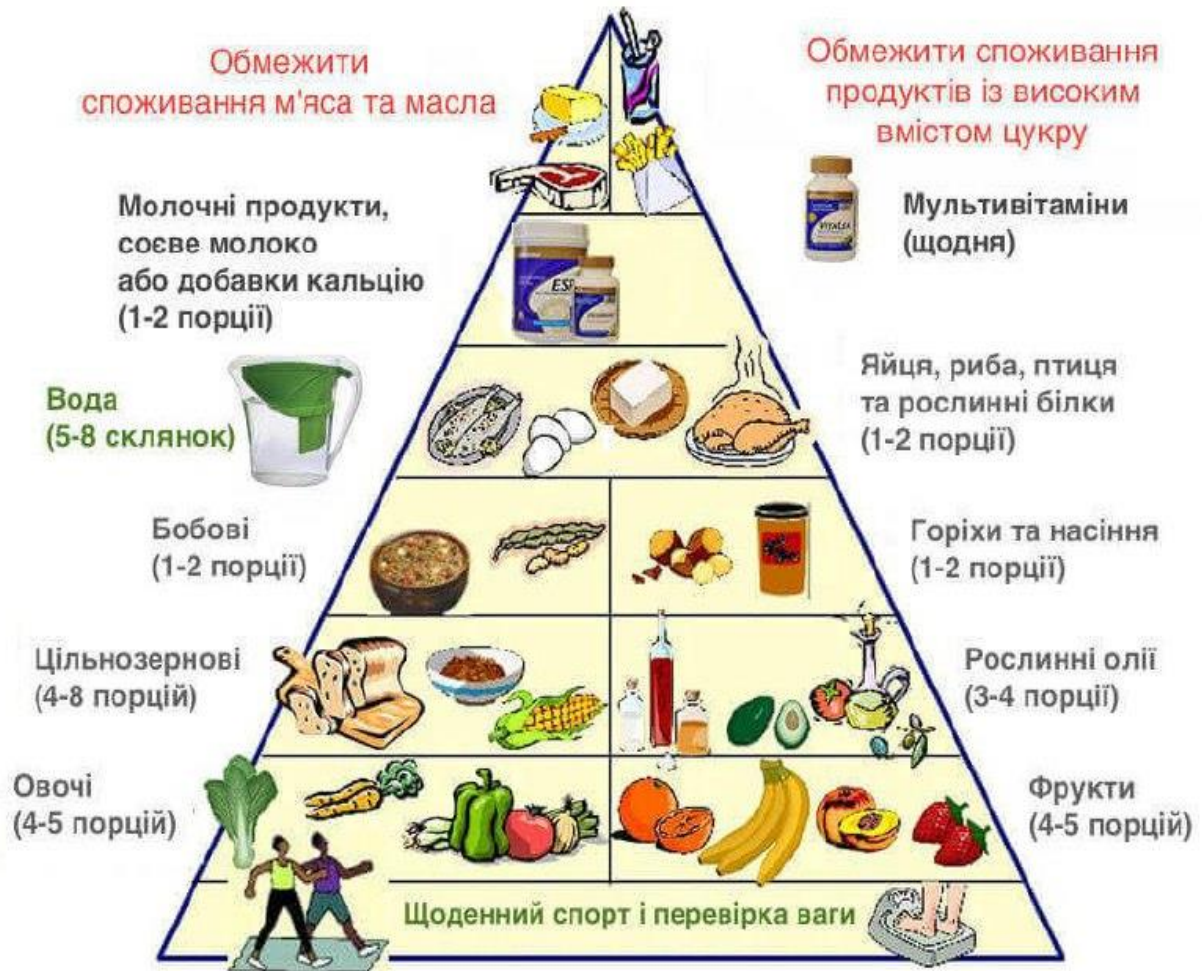 Обмежити
споживання м'яса та масла
Обмежити споживання
продуктів із високим
вмістом цукру
Молочні продукти,
соєве молоко
або добавки кальцію
(1-2 порції)
Мультивітаміни
(щодня)
Вода
(5-8 склянок)
Яйця, риба, птиця
та рослинні білки
(1-2 порції)
Бобові
(1-2 порції)
Горіхи та насіння
(1-2 порції)
Цільнозернові
(4-8 порцій)
Рослинні олії
(3-4 порції)
Овочі
(4-5 порцій)
Фрукти
(4-5 порцій)
Щоденний спорт і перевірка ваги